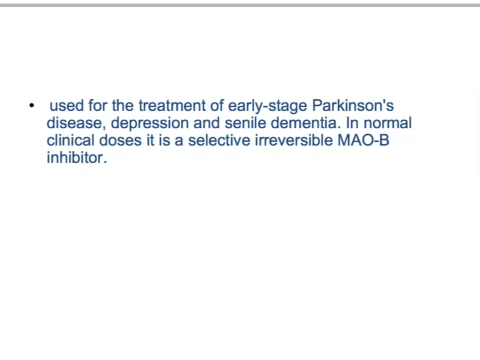 • used for the treatment of early-stage Parkinson's
disease, depression and senile dementia. In normal
clinical doses it is a selective irreversible MAO-B
inhibitor.